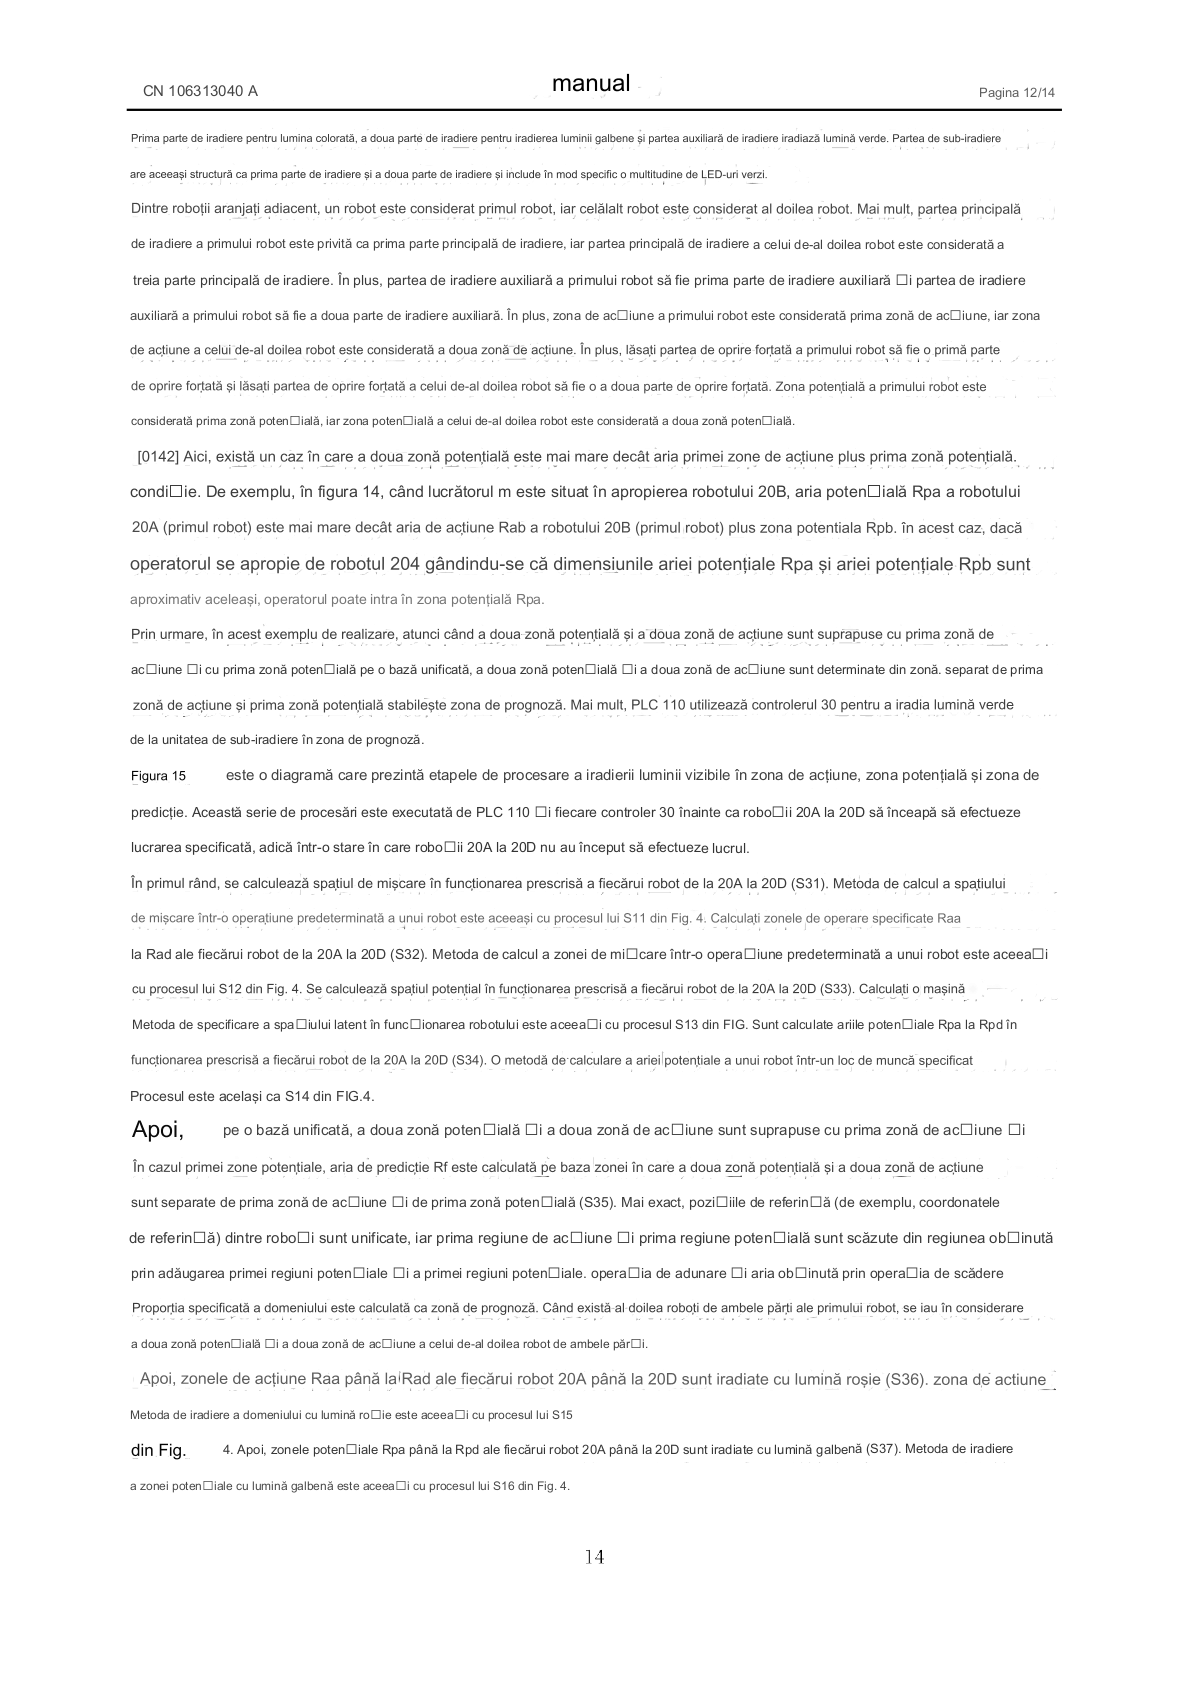 CN 106313040 A
manual
Pagina 12/14
Prima parte de iradiere pentru lumina colorată, a doua parte de iradiere pentru iradierea luminii galbene și partea auxiliară de iradiere iradiază lumină verde. Partea de sub-iradiere
are aceeași structură ca prima parte de iradiere și a doua parte de iradiere și include în mod specific o multitudine de LED-uri verzi.
Dintre roboții aranjați adiacent, un robot este considerat primul robot, iar celălalt robot este considerat al doilea robot. Mai mult, partea principală
de iradiere a primului robot este privită ca prima parte principală de iradiere, iar partea principală de iradiere a celui de-al doilea robot este considerată a
treia parte principală de iradiere. În plus, partea de iradiere auxiliară a primului robot să fie prima parte de iradiere auxiliară □i partea de iradiere
auxiliară a primului robot să fie a doua parte de iradiere auxiliară. În plus, zona de ac□iune a primului robot este considerată prima zonă de ac□iune, iar zona
de acțiune a celui de-al doilea robot este considerată a doua zonă de acțiune. În plus, lăsați partea de oprire forțată a primului robot să fie o primă parte
de oprire forțată și lăsați partea de oprire forțată a celui de-al doilea robot să fie o a doua parte de oprire forțată. Zona potențială a primului robot este
considerată prima zonă poten□ială, iar zona poten□ială a celui de-al doilea robot este considerată a doua zonă poten□ială.
[0142] Aici, există un caz în care a doua zonă potențială este mai mare decât aria primei zone de acțiune plus prima zonă potențială.
condi□ie. De exemplu, în figura 14, când lucrătorul m este situat în apropierea robotului 20B, aria poten□ială Rpa a robotului
20A (primul robot) este mai mare decât aria de acțiune Rab a robotului 20B (primul robot) plus zona potentiala Rpb. în acest caz, dacă
operatorul se apropie de robotul 204 gândindu-se că dimensiunile ariei potențiale Rpa și ariei potențiale Rpb sunt
aproximativ aceleași, operatorul poate intra în zona potențială Rpa.
Prin urmare, în acest exemplu de realizare, atunci când a doua zonă potențială și a doua zonă de acțiune sunt suprapuse cu prima zonă de
ac□iune □i cu prima zonă poten□ială pe o bază unificată, a doua zonă poten□ială □i a doua zonă de ac□iune sunt determinate din zonă. separat de prima
zonă de acțiune și prima zonă potențială stabilește zona de prognoză. Mai mult, PLC 110 utilizează controlerul 30 pentru a iradia lumină verde
de la unitatea de sub-iradiere în zona de prognoză.
Figura 15 este o diagramă care prezintă etapele de procesare a iradierii luminii vizibile în zona de acțiune, zona potențială și zona de
predicție. Această serie de procesări este executată de PLC 110 □i fiecare controler 30 înainte ca robo□ii 20A la 20D să înceapă să efectueze
lucrarea specificată, adică într-o stare în care robo□ii 20A la 20D nu au început să efectueze lucrul.
În primul rând, se calculează spațiul de mișcare în funcționarea prescrisă a fiecărui robot de la 20A la 20D (S31). Metoda de calcul a spațiului
de mișcare într-o operațiune predeterminată a unui robot este aceeași cu procesul lui S11 din Fig. 4. Calculați zonele de operare specificate Raa
la Rad ale fiecărui robot de la 20A la 20D (S32). Metoda de calcul a zonei de mi□care într-o opera□iune predeterminată a unui robot este aceea□i
cu procesul lui S12 din Fig. 4. Se calculează spațiul potențial în funcționarea prescrisă a fiecărui robot de la 20A la 20D (S33). Calculați o mașină
Metoda de specificare a spa□iului latent în func□ionarea robotului este aceea□i cu procesul S13 din FIG. Sunt calculate ariile poten□iale Rpa la Rpd în
funcționarea prescrisă a fiecărui robot de la 20A la 20D (S34). O metodă de calculare a ariei potențiale a unui robot într-un loc de muncă specificat
Procesul este același ca S14 din FIG.4.
Apoi, pe o bază unificată, a doua zonă poten□ială □i a doua zonă de ac□iune sunt suprapuse cu prima zonă de ac□iune □i
În cazul primei zone potențiale, aria de predicție Rf este calculată pe baza zonei în care a doua zonă potențială și a doua zonă de acțiune
sunt separate de prima zonă de ac□iune □i de prima zonă poten□ială (S35). Mai exact, pozi□iile de referin□ă (de exemplu, coordonatele
de referin□ă) dintre robo□i sunt unificate, iar prima regiune de ac□iune □i prima regiune poten□ială sunt scăzute din regiunea ob□inută
prin adăugarea primei regiuni poten□iale □i a primei regiuni poten□iale. opera□ia de adunare □i aria ob□inută prin opera□ia de scădere
Proporția specificată a domeniului este calculată ca zonă de prognoză. Când există al doilea roboți de ambele părți ale primului robot, se iau în considerare
a doua zonă poten□ială □i a doua zonă de ac□iune a celui de-al doilea robot de ambele păr□i.
Apoi, zonele de acțiune Raa până la Rad ale fiecărui robot 20A până la 20D sunt iradiate cu lumină roșie (S36). zona de actiune
Metoda de iradiere a domeniului cu lumină ro□ie este aceea□i cu procesul lui S15
din Fig. 4. Apoi, zonele poten□iale Rpa până la Rpd ale fiecărui robot 20A până la 20D sunt iradiate cu lumină galbenă (S37). Metoda de iradiere
a zonei poten□iale cu lumină galbenă este aceea□i cu procesul lui S16 din Fig. 4.
14